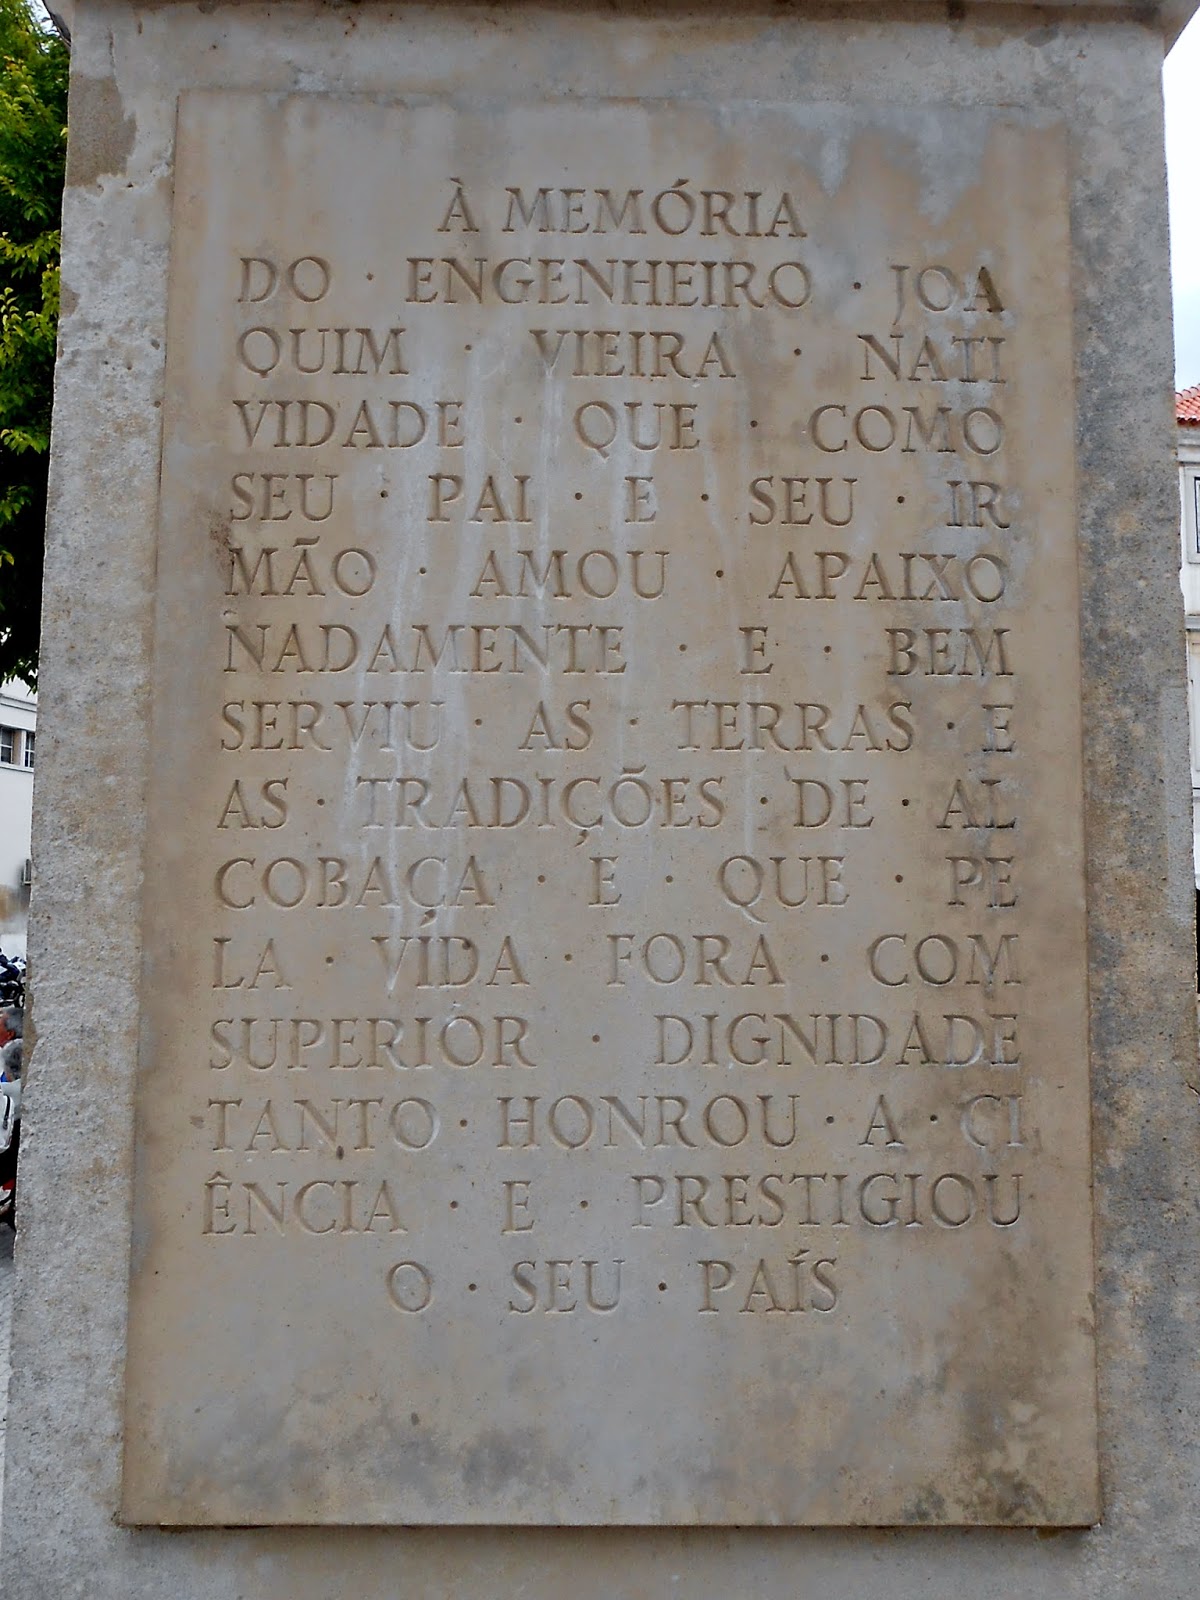 À MEMÓRIA
DO · ENGENHEIRO · JOA
QUIM · VIEIRA · NATI
VIDADE · QUE · COMO
SEU · PAI · E · SEU · IR
MÃO · AMOU · APAIXO
NADAMENTE · E · BEM
SERVIU · AS · TERRAS · E
AS · TRADIÇÕES · DE · AL
COBAÇA · E · QUE · PE
LA · VÍDA · FORA · COM
SUPERIOR · DIGNIDADE
TANTO · HONROU · A · CI
ÊNCIA · E · PRESTIGIOU
O · SEU · PAÍS